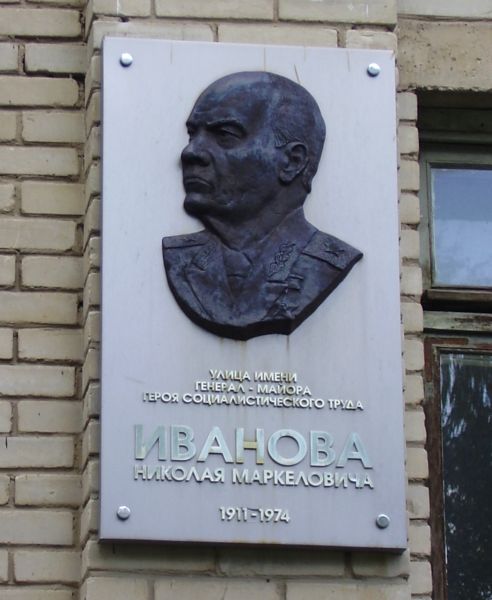 УЛИЦА ИМЕНИ
ГЕНЕРАЛ - МАЙОРА
ГЕРОЯ СОЦИАЛИСТИЧЕСКОГО ТРУДА
ИВАНОВА
НИКОЛАЯ МАРКЕЛОВИЧА
1911-1974